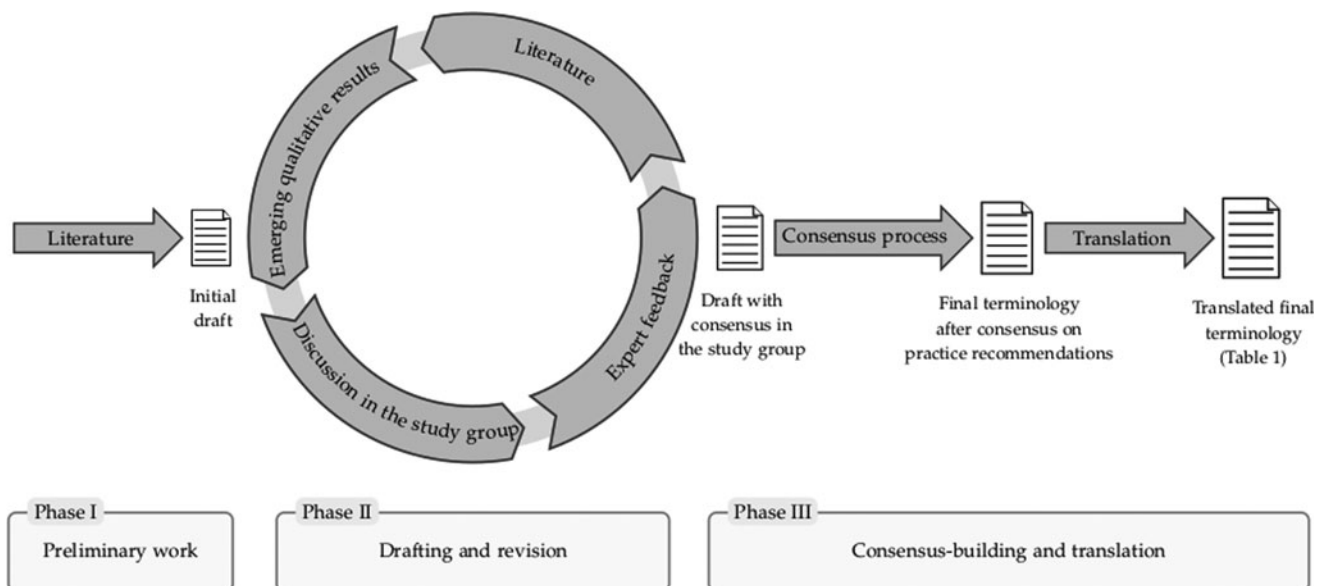 Literature
Emerging qualitative results
Literature
Initial
draft
Discussion in the study group
Expert feedback
Draft with
consensus in
the study group
Consensus process
Final terminology
after consensus on
practice recommendations
Translation
Translated final
terminology
(Table 1)
Phase I
Preliminary work
Phase II
Drafting and revision
Phase III
Consensus-building and translation